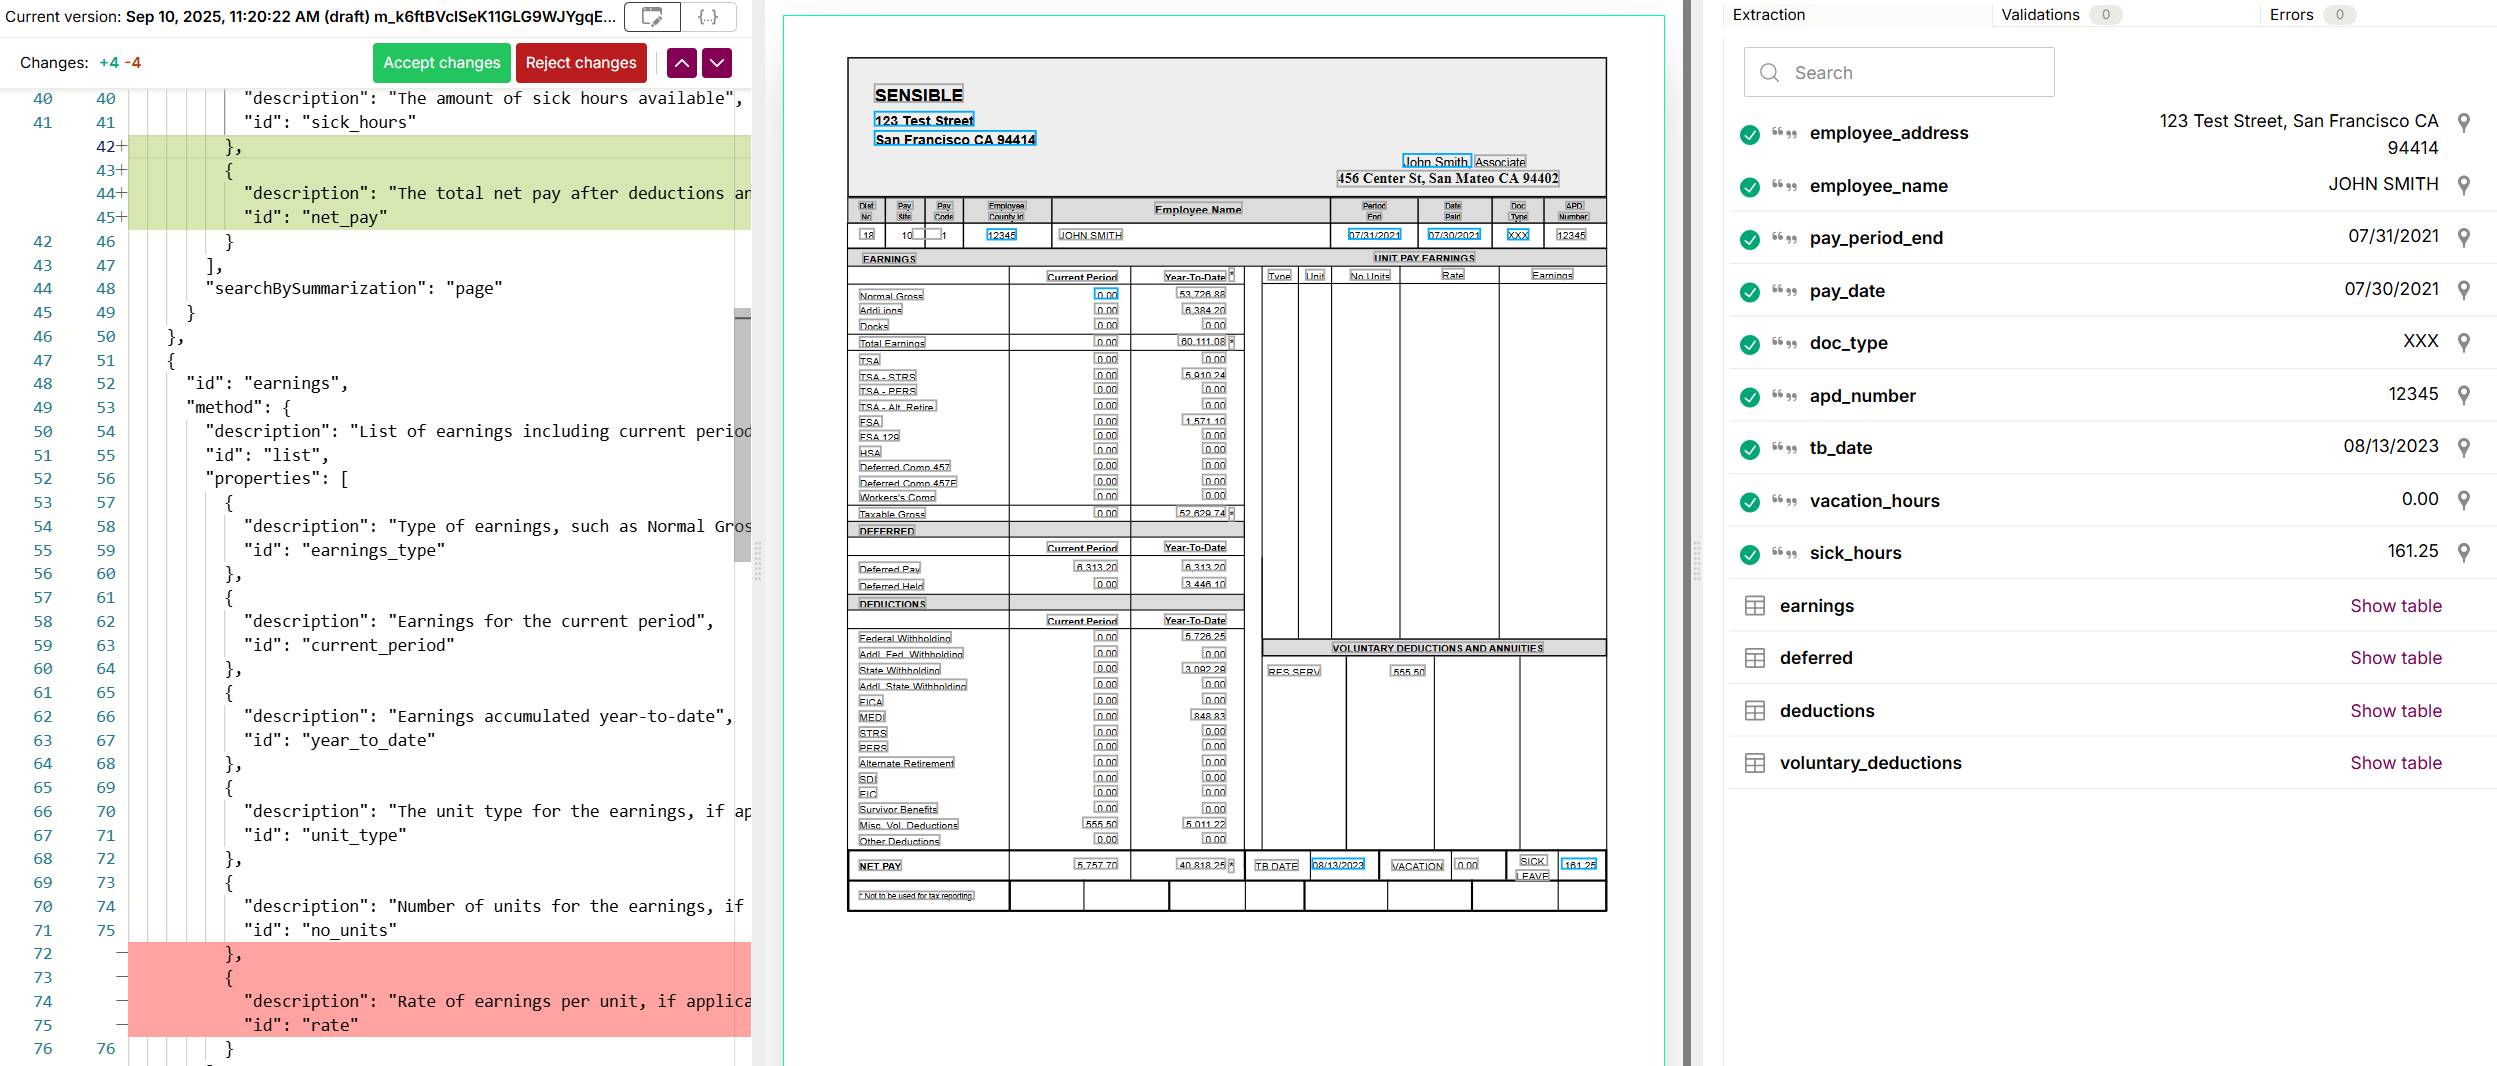 Current version: Sep 10, 2025, 11:20:22 AM (draft) m_k6ftBVclSeK11GLG9WJYgqE...
{...}
Changes: +4 -4
Accept changes
Reject changes
40 40 "description": "The amount of sick hours available",
41 41 "id": "sick_hours"
42+ },
43+ {
44+ "description": "The total net pay after deductions an
45+ "id": "net_pay"
42 46 }
43 47 ],
44 48 "searchBySummarization": "page"
45 49 }
46 50 },
47 51 {
48 52 "id": "earnings",
49 53 "method": {
50 54 "description": "List of earnings including current period
51 55 "id": "list",
52 56 "properties": [
53 57 {
54 58 "description": "Type of earnings, such as Normal Gros
55 59 "id": "earnings_type"
56 60 },
57 61 {
58 62 "description": "Earnings for the current period",
59 63 "id": "current_period"
60 64 },
61 65 {
62 66 "description": "Earnings accumulated year-to-date",
63 67 "id": "year_to_date"
64 68 },
65 69 {
66 70 "description": "The unit type for the earnings, if ap
67 71 "id": "unit_type"
68 72 },
69 73 {
70 74 "description": "Number of units for the earnings, if
71 75 "id": "no_units"
72 — },
73 — {
74 — "description": "Rate of earnings per unit, if applica
75 — "id": "rate"
76 76 }
SENSIBLE
123 Test Street
San Francisco CA 94414
John Smith Associate
456 Center St, San Mateo CA 94402
Dist No
Pay Site
Pay Code
Employee County Id
Employee Name
Period End
Date Paid
Doc Type
APD Number
18 10 1 12345 JOHN SMITH 07/31/2021 07/30/2021 XXX 12345
EARNINGS
Current Period Year-To-Date *
Normal Gross 0.00 53,726.88
Addl.ions 0.00 6,384.20
Docks 0.00 0.00
Total Earnings 0.00 60,111.08 *
TSA 0.00 0.00
TSA - STRS 0.00 5,910.24
TSA - PERS 0.00 0.00
TSA - Alt. Retire. 0.00 0.00
FSA 0.00 1,571.10
FSA 129 0.00 0.00
HSA 0.00 0.00
Deferred Comp 457 0.00 0.00
Deferred Comp 457F 0.00 0.00
Workers's Comp 0.00 0.00
Taxable Gross 0.00 52,629.74 *
DEFERRED
Current Period Year-To-Date
Deferred Pay 6,313.20 6,313.20
Deferred Held 0.00 3,446.10
DEDUCTIONS
Current Period Year-To-Date
Federal Withholding 0.00 5,726.25
Addl. Fed. Withholding 0.00 0.00
State Withholding 0.00 3,092.29
Addl. State Withholding 0.00 0.00
FICA 0.00 0.00
MEDI 0.00 848.83
STRS 0.00 0.00
PERS 0.00 0.00
Alternate Retirement 0.00 0.00
SDI 0.00 0.00
EIC 0.00 0.00
Survivor Benefits 0.00 0.00
Misc. Vol. Deductions 555.50 5,011.22
Other Deductions 0.00 0.00
UNIT PAY EARNINGS
Type Unit No.Units Rate Earnings
VOLUNTARY DEDUCTIONS AND ANNUITIES
RES SERV 555.50
NET PAY 5,757.70 40,818.25 * TB DATE 08/13/2023 VACATION 0.00 SICK LEAVE 161.25
* Not to be used for tax reporting.
Extraction
Validations 0
Errors 0
Search
employee_address 123 Test Street, San Francisco CA
94414
employee_name JOHN SMITH
pay_period_end 07/31/2021
pay_date 07/30/2021
doc_type XXX
apd_number 12345
tb_date 08/13/2023
vacation_hours 0.00
sick_hours 161.25
earnings Show table
deferred Show table
deductions Show table
voluntary_deductions Show table